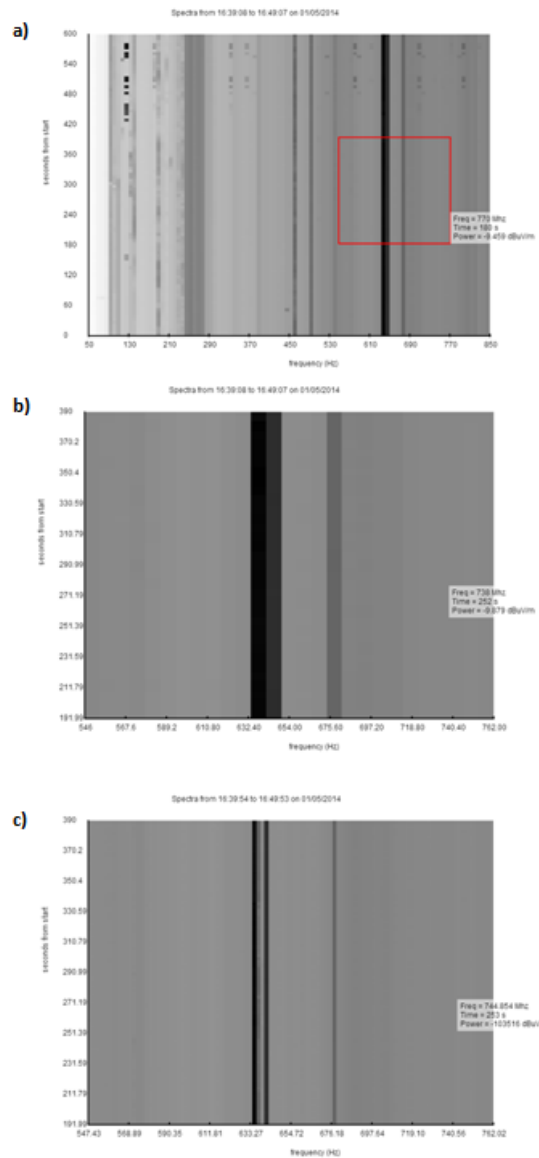 Spectra from 16:39:08 to 16:49:07 on 01/05/2014
a)
600
540
480
420
360
300
240
180
120
60
0
seconds from start
Freq = 770 Mhz
Time = 180 s
Power = -9.459 dBuV/m
50 130 210 290 370 450 530 610 690 770 850
frequency (Hz)
Spectra from 16:39:08 to 16:49:07 on 01/05/2014
b)
390
370.2
350.4
330.59
310.79
290.99
271.19
251.39
231.59
211.79
191.99
seconds from start
Freq = 738 Mhz
Time = 252 s
Power = -9.879 dBuV/m
546 567.6 589.2 610.80 632.40 654.00 675.60 697.20 718.80 740.40 762.00
frequency (Hz)
Spectra from 16:39:54 to 16:49:53 on 01/05/2014
c)
390
370.2
350.4
330.59
310.79
290.99
271.19
251.39
231.59
211.79
191.99
seconds from start
Freq = 744.854 Mhz
Time = 253 s
Power = -103516 dBuV
547.43 568.89 590.35 611.81 633.27 654.72 676.18 697.64 719.10 740.56 762.02
frequency (Hz)